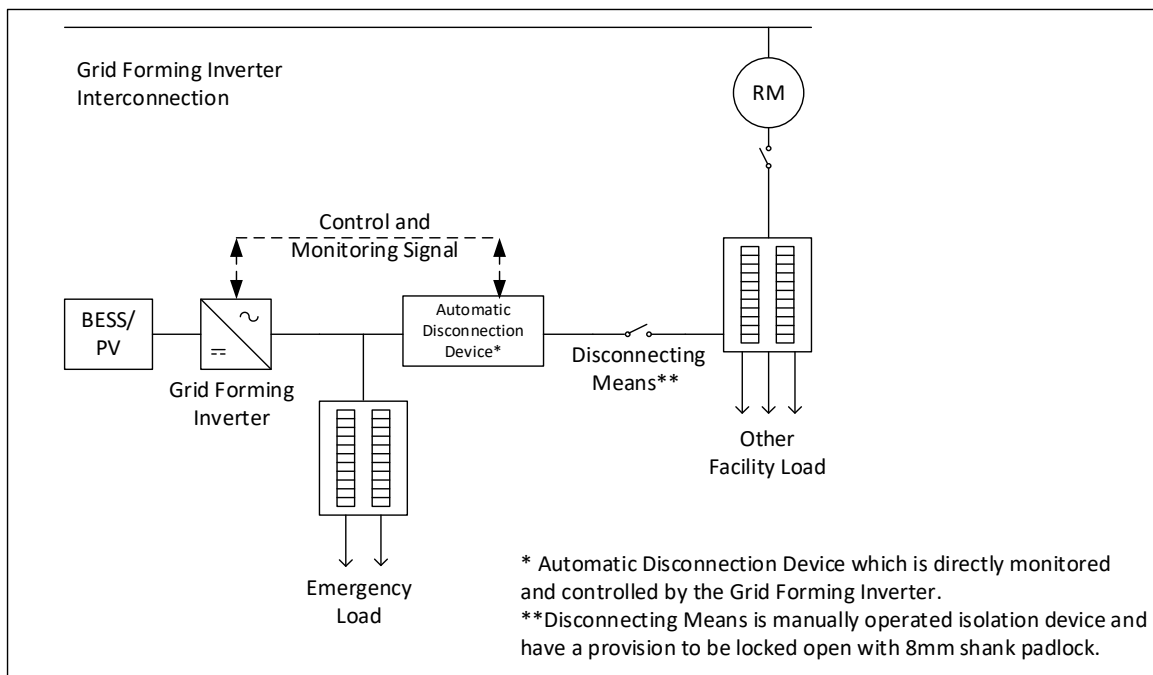 Grid Forming Inverter
Interconnection
RM
Control and
Monitoring Signal
BESS/
PV
Automatic
Disconnection
Device*
Disconnecting
Means**
Grid Forming
Inverter
Other
Facility Load
Emergency
Load
* Automatic Disconnection Device which is directly monitored
and controlled by the Grid Forming Inverter.
**Disconnecting Means is manually operated isolation device and
have a provision to be locked open with 8mm shank padlock.